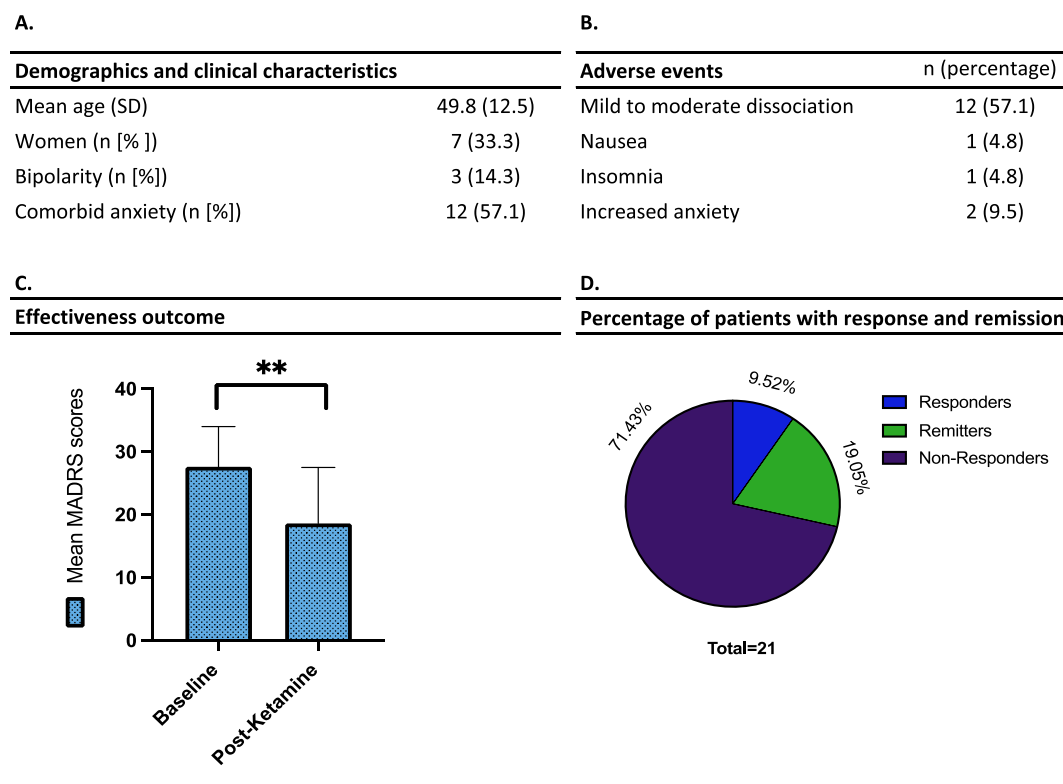 A.
Demographics and clinical characteristics
Mean age (SD) 49.8 (12.5)
Women (n [% ]) 7 (33.3)
Bipolarity (n [%]) 3 (14.3)
Comorbid anxiety (n [%]) 12 (57.1)
B.
Adverse events n (percentage)
Mild to moderate dissociation 12 (57.1)
Nausea 1 (4.8)
Insomnia 1 (4.8)
Increased anxiety 2 (9.5)
C.
Effectiveness outcome
**
40
30
20
10
0
Mean MADRS scores
Baseline
Post-Ketamine
D.
Percentage of patients with response and remission
9.52%
71.43%
19.05%
Responders
Remitters
Non-Responders
Total=21